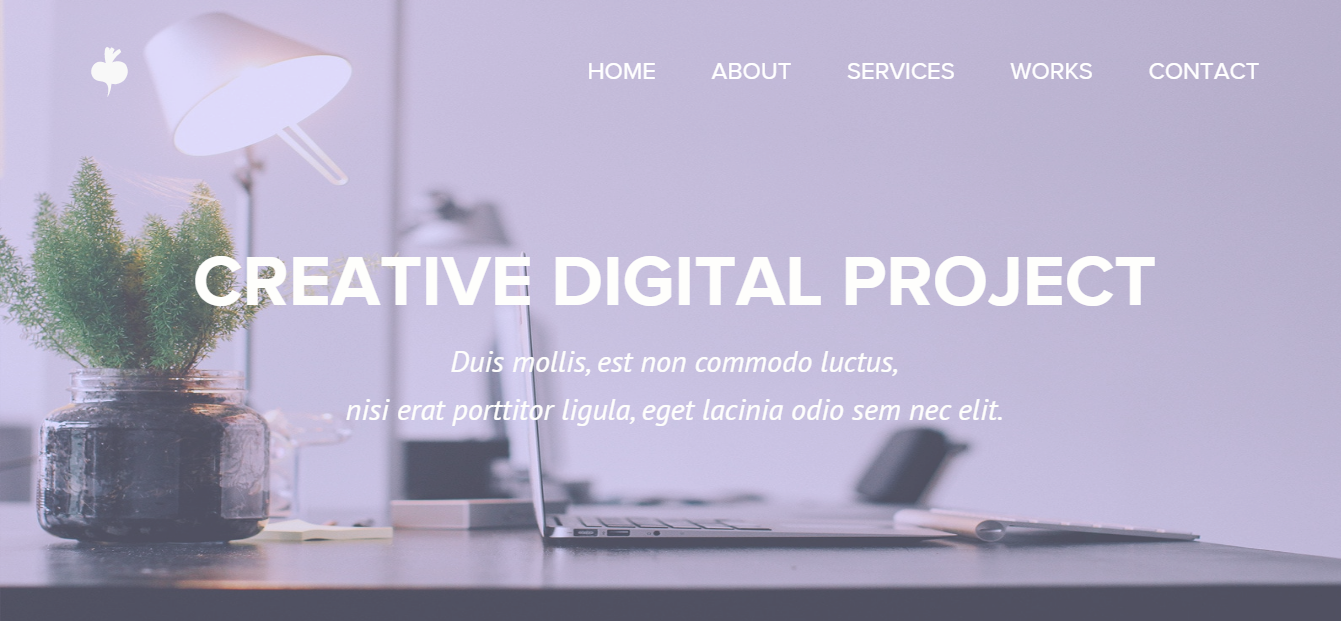 HOME ABOUT SERVICES WORKS CONTACT
CREATIVE DIGITAL PROJECT
Duis mollis, est non commodo luctus,
nisi erat porttitor ligula, eget lacinia odio sem nec elit.